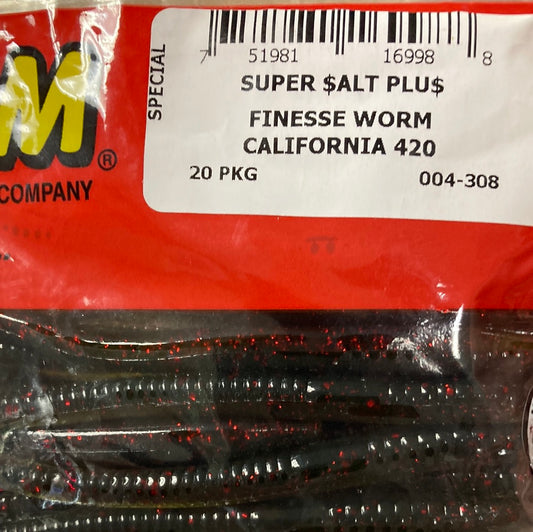 SPECIAL
7 51981 16998 8
SUPER $ALT PLU$
FINESSE WORM
CALIFORNIA 420
20 PKG 004-308
M®
COMPANY